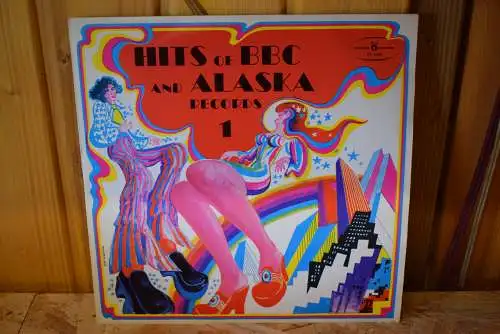 HITS OF BBC
AND ALASKA
RECORDS
1